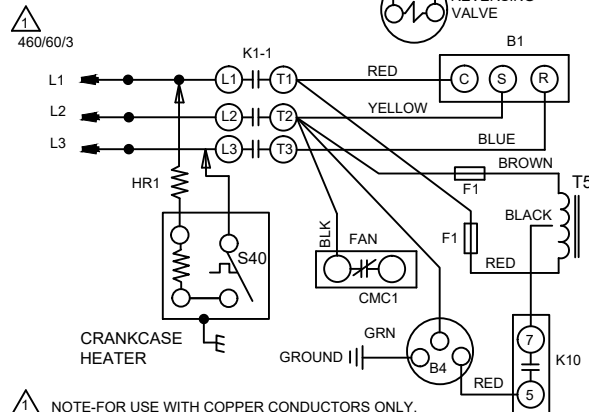 VALVE
1
460/60/3
K1-1
B1
L1
L1
T1
RED
C
S
R
L2
L2
T2
YELLOW
L3
L3
T3
BLUE
BROWN
F1
T5
HR1
BLACK
BLK
FAN
F1
S40
RED
CMC1
CRANKCASE
HEATER
GRN
GROUND
B4
7
K10
RED
5
1 NOTE-FOR USE WITH COPPER CONDUCTORS ONLY.